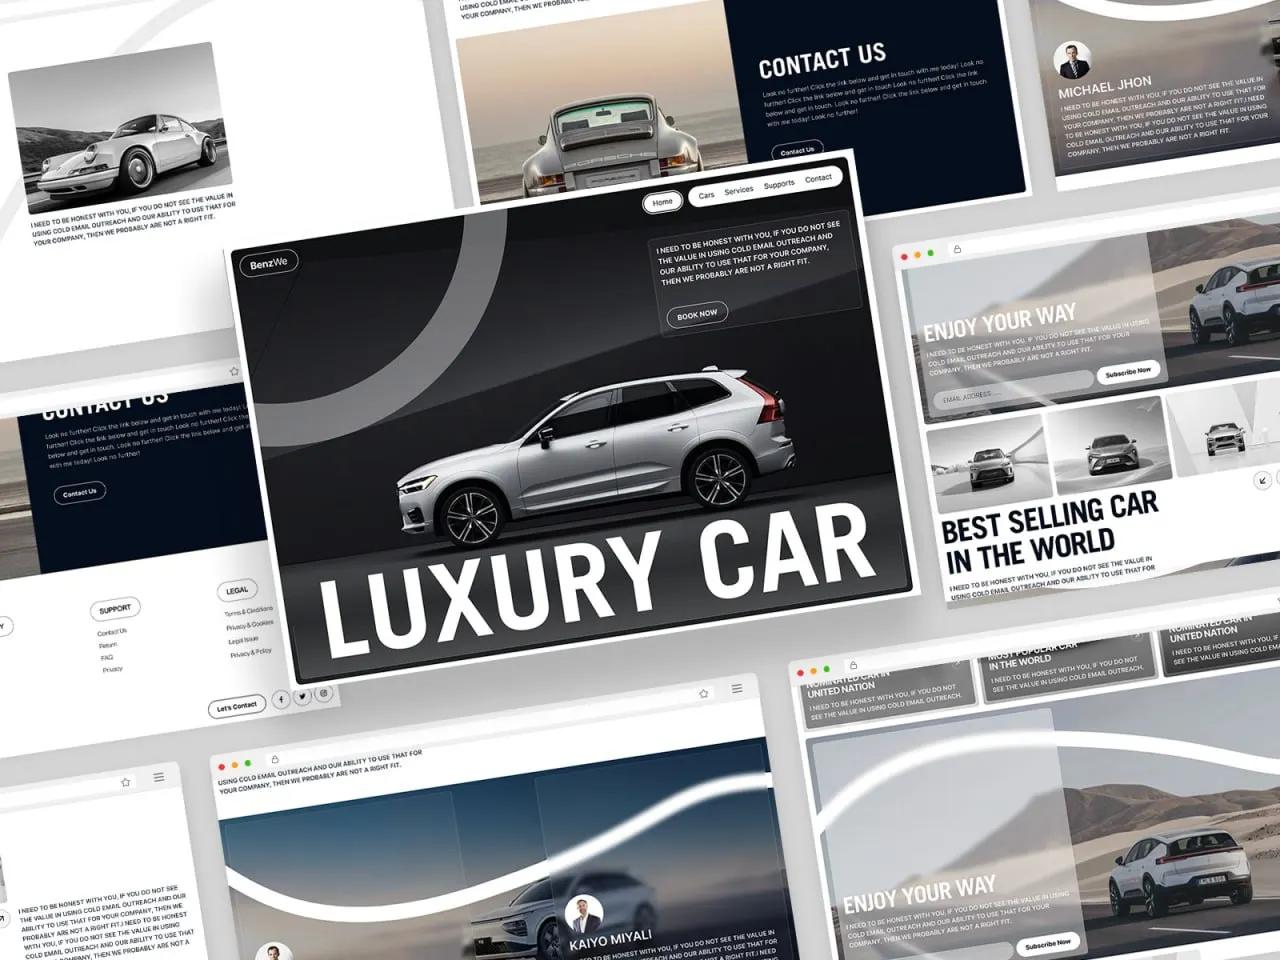 I NEED TO BE HONEST WITH YOU, IF YOU DO NOT SEE THE VALUE IN
USING COLD EMAIL OUTREACH AND OUR ABILITY TO USE THAT FOR
YOUR COMPANY, THEN WE PROBABLY ARE NOT A RIGHT FIT.
YOUR COMPANY, THEN WE PROBABLY ARE NOT A RIGHT FIT.
PORSCHE
CONTACT US
Look no further! Click the link below and get in touch with me today! Look no
further! Click the link below and get in touch Look no further! Click the link
below and get in touch. Look no further! Click the link below and get in touch
with me today! Look no further!
Contact Us
MICHAEL JHON
I NEED TO BE HONEST WITH YOU, IF YOU DO NOT SEE THE VALUE IN
USING COLD EMAIL OUTREACH AND OUR ABILITY TO USE THAT FOR
YOUR COMPANY, THEN WE PROBABLY ARE NOT A RIGHT FIT.I NEED
TO BE HONEST WITH YOU, IF YOU DO NOT SEE THE VALUE IN USING
COLD EMAIL OUTREACH AND OUR ABILITY TO USE THAT FOR YOUR
COMPANY, THEN WE PROBABLY ARE NOT A RIGHT FIT.
BenzWe
Home
Cars
Services
Supports
Contact
I NEED TO BE HONEST WITH YOU, IF YOU DO NOT SEE
THE VALUE IN USING COLD EMAIL OUTREACH AND
OUR ABILITY TO USE THAT FOR YOUR COMPANY,
THEN WE PROBABLY ARE NOT A RIGHT FIT.
BOOK NOW
LUXURY CAR
ENJOY YOUR WAY
I NEED TO BE HONEST WITH YOU, IF YOU DO NOT SEE THE VALUE IN USING
COLD EMAIL OUTREACH AND OUR ABILITY TO USE THAT FOR YOUR
COMPANY, THEN WE PROBABLY ARE NOT A RIGHT FIT.
EMAIL ADDRESS .....
Subscribe Now
BEST SELLING CAR
IN THE WORLD
I NEED TO BE HONEST WITH YOU, IF YOU DO NOT SEE THE VALUE IN
USING COLD EMAIL OUTREACH AND OUR ABILITY TO USE THAT FOR
CONTACT US
Look no further! Click the link below and get in touch with me today!
further! Click the link below and get in touch Look no further! Click the
below and get in touch. Look no further! Click the link below and get in
with me today! Look no further!
Contact Us
SUPPORT
Contact Us
Return
FAQ
Privacy
LEGAL
Terms & Conditions
Privacy & Cookies
Legal Issue
Privacy & Policy
Let's Contact
NOMINATED CAR IN
UNITED NATION
I NEED TO BE HONEST WITH YOU, IF YOU DO NOT
SEE THE VALUE IN USING COLD EMAIL OUTREACH.
MOST POPULAR CAR
IN THE WORLD
I NEED TO BE HONEST WITH YOU, IF YOU DO NOT
SEE THE VALUE IN USING COLD EMAIL OUTREACH.
NOMINATED CAR IN
UNITED NATION
I NEED TO BE HONEST WITH YOU, IF YOU DO NOT
SEE THE VALUE IN USING COLD EMAIL OUTREACH.
USING COLD EMAIL OUTREACH AND OUR ABILITY TO USE THAT FOR
YOUR COMPANY, THEN WE PROBABLY ARE NOT A RIGHT FIT.
KAIYO MIYALI
I NEED TO BE HONEST WITH YOU, IF YOU DO NOT SEE THE VALUE IN
USING COLD EMAIL OUTREACH AND OUR ABILITY TO USE THAT FOR
YOUR COMPANY, THEN WE PROBABLY ARE NOT A RIGHT FIT.I NEED
I NEED TO BE HONEST WITH YOU, IF YOU DO NOT SEE
THE VALUE IN USING COLD EMAIL OUTREACH AND OUR
ABILITY TO USE THAT FOR YOUR COMPANY, THEN WE
PROBABLY ARE NOT A RIGHT FIT.I NEED TO BE HONEST
WITH YOU, IF YOU DO NOT SEE THE VALUE IN USING
COLD EMAIL OUTREACH AND OUR ABILITY TO USE THAT
FOR YOUR COMPANY, THEN WE PROBABLY ARE NOT A
ENJOY YOUR WAY
I NEED TO BE HONEST WITH YOU, IF YOU DO NOT SEE THE VALUE IN USING
COLD EMAIL OUTREACH AND OUR ABILITY TO USE THAT FOR YOUR
COMPANY, THEN WE PROBABLY ARE NOT A RIGHT FIT.
Subscribe Now